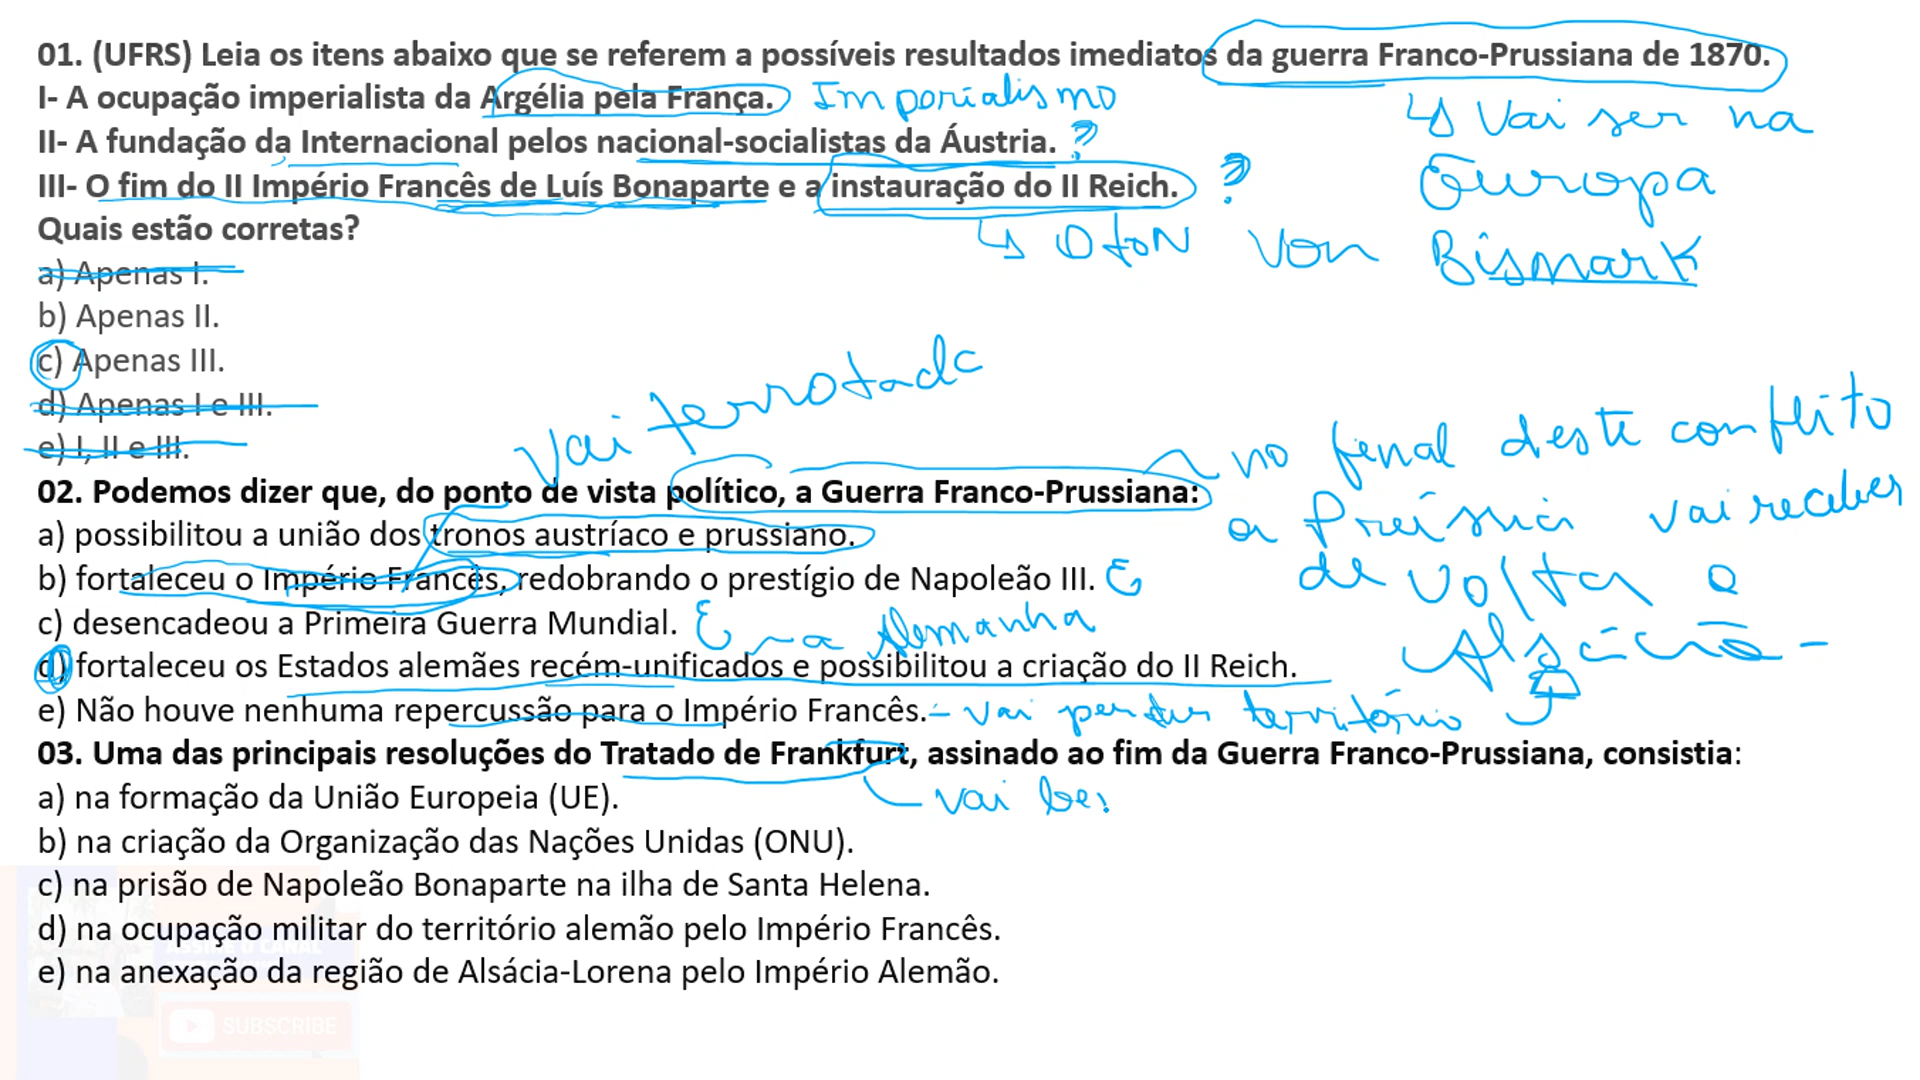 01. (UFRS) Leia os itens abaixo que se referem a possíveis resultados imediatos da guerra Franco-Prussiana de 1870.
I- A ocupação imperialista da Argélia pela França. Imperialismo
↳ Vai ser na
II- A fundação da Internacional pelos nacional-socialistas da Áustria. ?
III- O fim do II Império Francês de Luís Bonaparte e a instauração do II Reich. ?
Europa
Quais estão corretas?
↳ Oton von Bismark
a) Apenas I.
b) Apenas II.
c) Apenas III.
d) Apenas I e III.
e) I, II e III.
Vai
no final deste conflito
02. Podemos dizer que, do ponto de vista político, a Guerra Franco-Prussiana:
a Prússia vai receber
a) possibilitou a união dos tronos austríaco e prussiano.
de volta a
b) fortaleceu o Império Francês, redobrando o prestígio de Napoleão III. E
c) desencadeou a Primeira Guerra Mundial. E a Alemanha
Alsácia -
d) fortaleceu os Estados alemães recém-unificados e possibilitou a criação do II Reich.
e) Não houve nenhuma repercussão para o Império Francês. - vai perder território
03. Uma das principais resoluções do Tratado de Frankfurt, assinado ao fim da Guerra Franco-Prussiana, consistia:
a) na formação da União Europeia (UE). vai
b) na criação da Organização das Nações Unidas (ONU).
c) na prisão de Napoleão Bonaparte na ilha de Santa Helena.
d) na ocupação militar do território alemão pelo Império Francês.
e) na anexação da região de Alsácia-Lorena pelo Império Alemão.
SUBSCRIBE